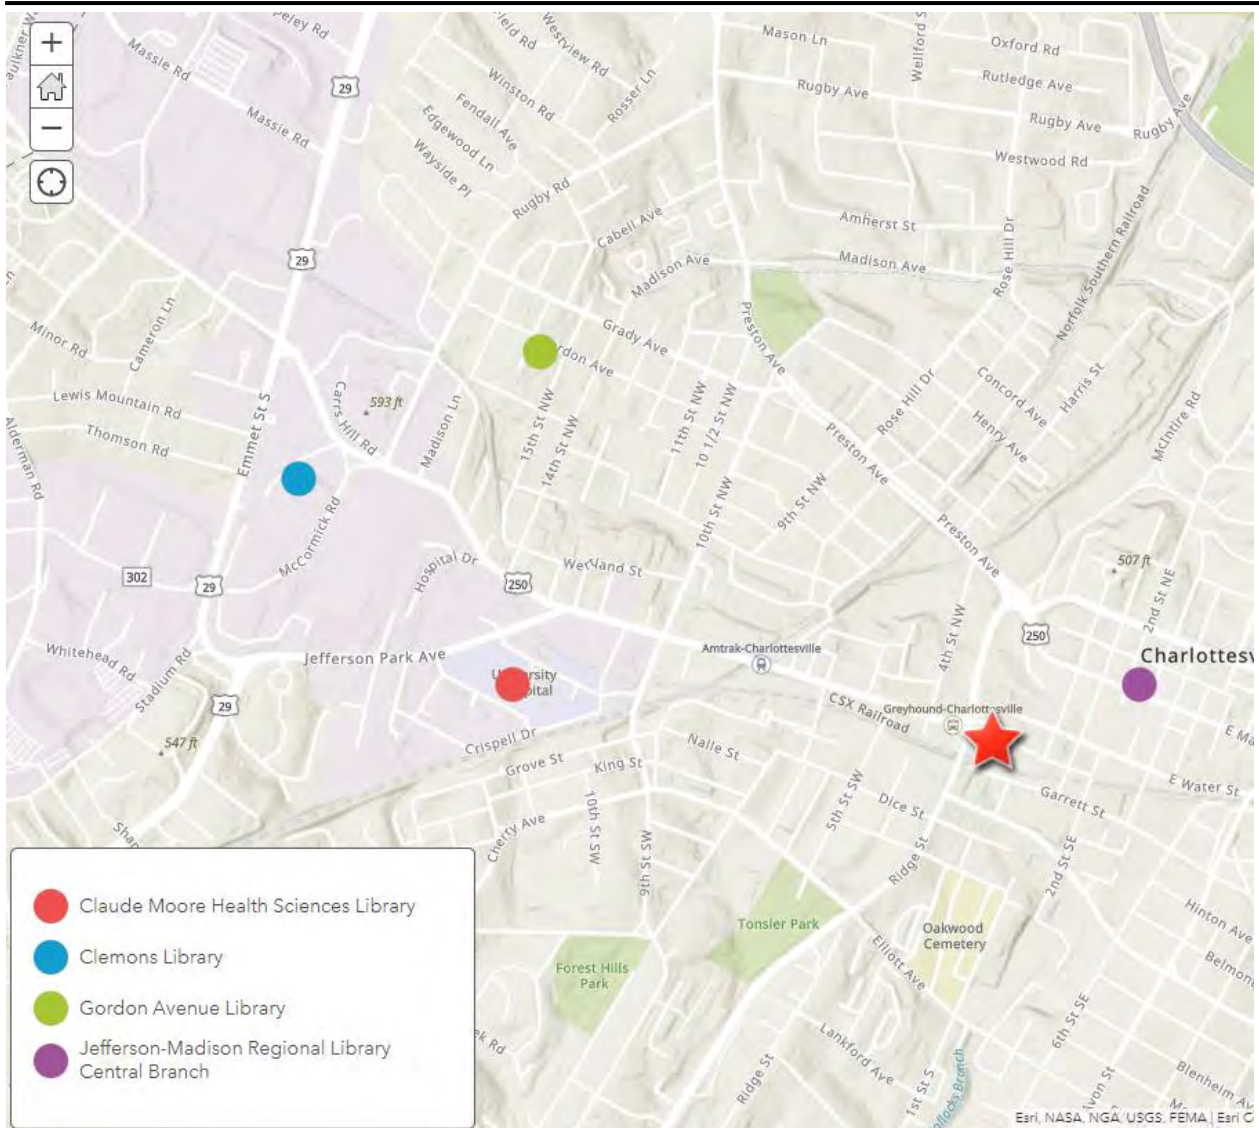 Massie Rd
Massie Rd
29
29
Westview Rd
Winston Rd
Fendall Ave
Edgewood Ln
Wayside Pl
Rosser Ln
Rugby Rd
Cabell Ave
Madison Ave
Mason Ln
Oxford Rd
Rutledge Ave
Rugby Ave
Rugby Ave
Rugby Ave
Westwood Rd
Amherst St
Madison Ave
Rose Hill Dr
Norfolk Southern Railroad
Minor Rd
Cameron Ln
Lewis Mountain Rd
Thomson Rd
Alderman Rd
Emmet St S
Carrs Hill Rd
593 ft
Madison Ln
Grady Ave
rdon Ave
15th St NW
14th St NW
11th St NW
10 1/2 St NW
10th St NW
9th St NW
Preston Ave
Preston Ave
Preston Ave
Rose Hill Dr
Concord Ave
Henry Ave
Harris St
McIntire Rd
McCormick Rd
302
29
Hospital Dr
250
507 ft
2nd St NE
4th St NW
250
Whitehead Rd
Stadium Rd
Jefferson Park Ave
29
547 ft
Amtrak-Charlottesville
CSX Railroad
Charlottesv
E Ma
E Water St
Crispell Dr
Grove St
King St
Nalle St
Cherry Ave
10th St SW
9th St SW
5th St SW
Dice St
Ridge St
Garrett St
2nd St SE
Tonsler Park
Oakwood
Cemetery
Forest Hills
Park
Elliott Ave
Hinton Ave
Belmon
6th St SE
Lankford Ave
Ridge St
1st St S
Blenheim Av
Claude Moore Health Sciences Library
Clemons Library
Gordon Avenue Library
Jefferson-Madison Regional Library
Central Branch
Esri, NASA, NGA, USGS, FEMA | Esri C